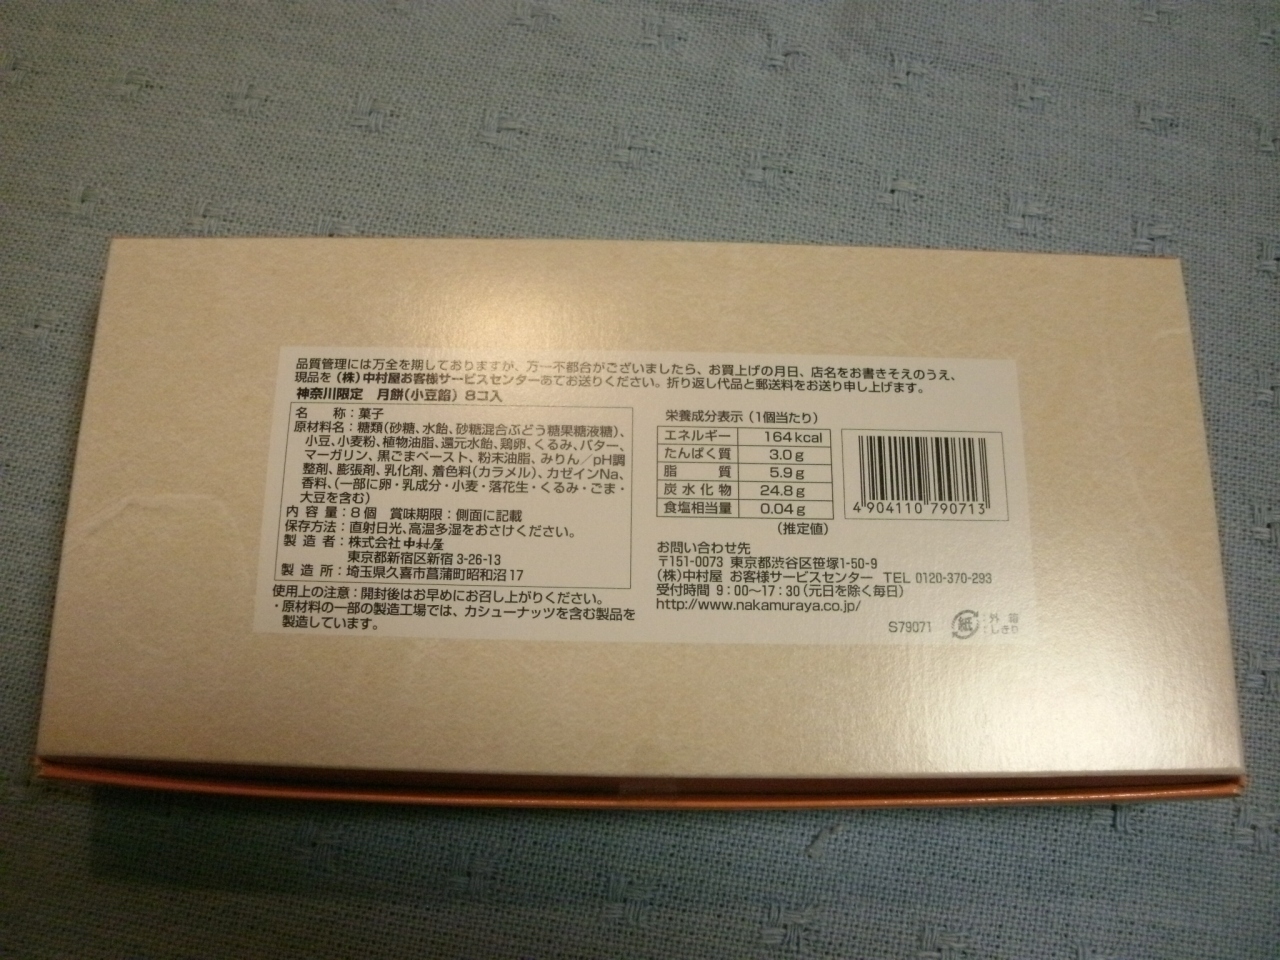 品質管理には万全を期しておりますが、万一不都合がございましたら、お買上げの月日、店名をお書きそえのうえ、
現品を(株)中村屋お客様サービスセンターあてお送りください。折り返し代品と郵送料をお送り申し上げます。
神奈川限定 月餅(小豆餡) 8コ入
名称:菓子
原材料名:糖類(砂糖、水飴、砂糖混合ぶどう糖果糖液糖)、
小豆、小麦粉、植物油脂、還元水飴、鶏卵、くるみ、バター、
マーガリン、黒ごまペースト、粉末油脂、みりん/pH調
整剤、膨張剤、乳化剤、着色料(カラメル)、カゼインNa、
香料、(一部に卵・乳成分・小麦・落花生・くるみ・ごま・
大豆を含む)
内容量:8個 賞味期限:側面に記載
保存方法:直射日光、高温多湿をおさけください。
製造者:株式会社中村屋
東京都新宿区新宿3-26-13
製造所:埼玉県久喜市菖蒲町昭和沼17
使用上の注意:開封後はお早めにお召し上がりください。
・原材料の一部の製造工場では、カシューナッツを含む製品を
製造しています。
栄養成分表示(1個当たり)
エネルギー 164kcal
たんぱく質 3.0g
脂質 5.9g
炭水化物 24.8g
食塩相当量 0.04g
(推定値)
4 904110 790713
お問い合わせ先
〒151-0073 東京都渋谷区笹塚1-50-9
(株)中村屋 お客様サービスセンター TEL 0120-370-293
受付時間 9:00〜17:30(元日を除く毎日)
http://www.nakamuraya.co.jp/
S79071
紙 :外箱
:しきり